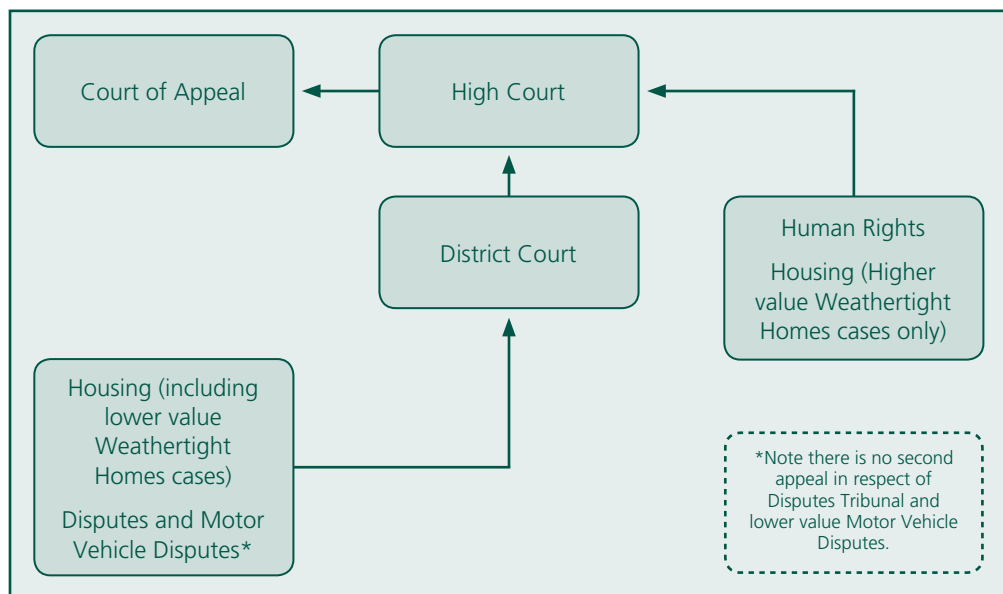 Court of Appeal
High Court
District Court
Human Rights
Housing (Higher
value Weathertight
Homes cases only)
Housing (including
lower value
Weathertight
Homes cases)
Disputes and Motor
Vehicle Disputes*
*Note there is no second
appeal in respect of
Disputes Tribunal and
lower value Motor Vehicle
Disputes.